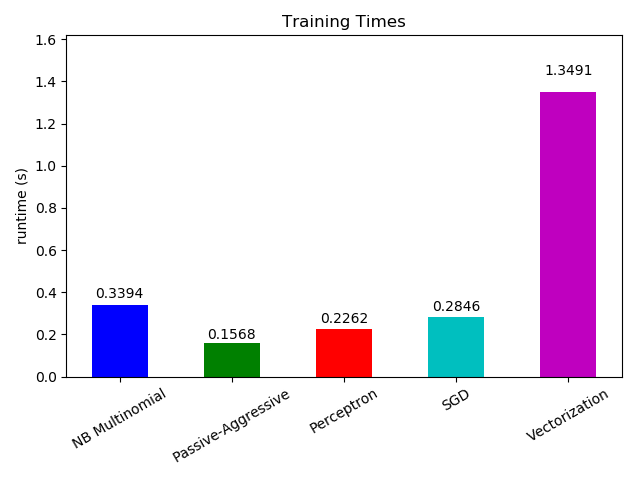 Training Times
runtime (s)
1.6
1.4
1.2
1.0
0.8
0.6
0.4
0.2
0.0
0.3394
0.1568
0.2262
0.2846
1.3491
NB Multinomial
Passive-Aggressive
Perceptron
SGD
Vectorization